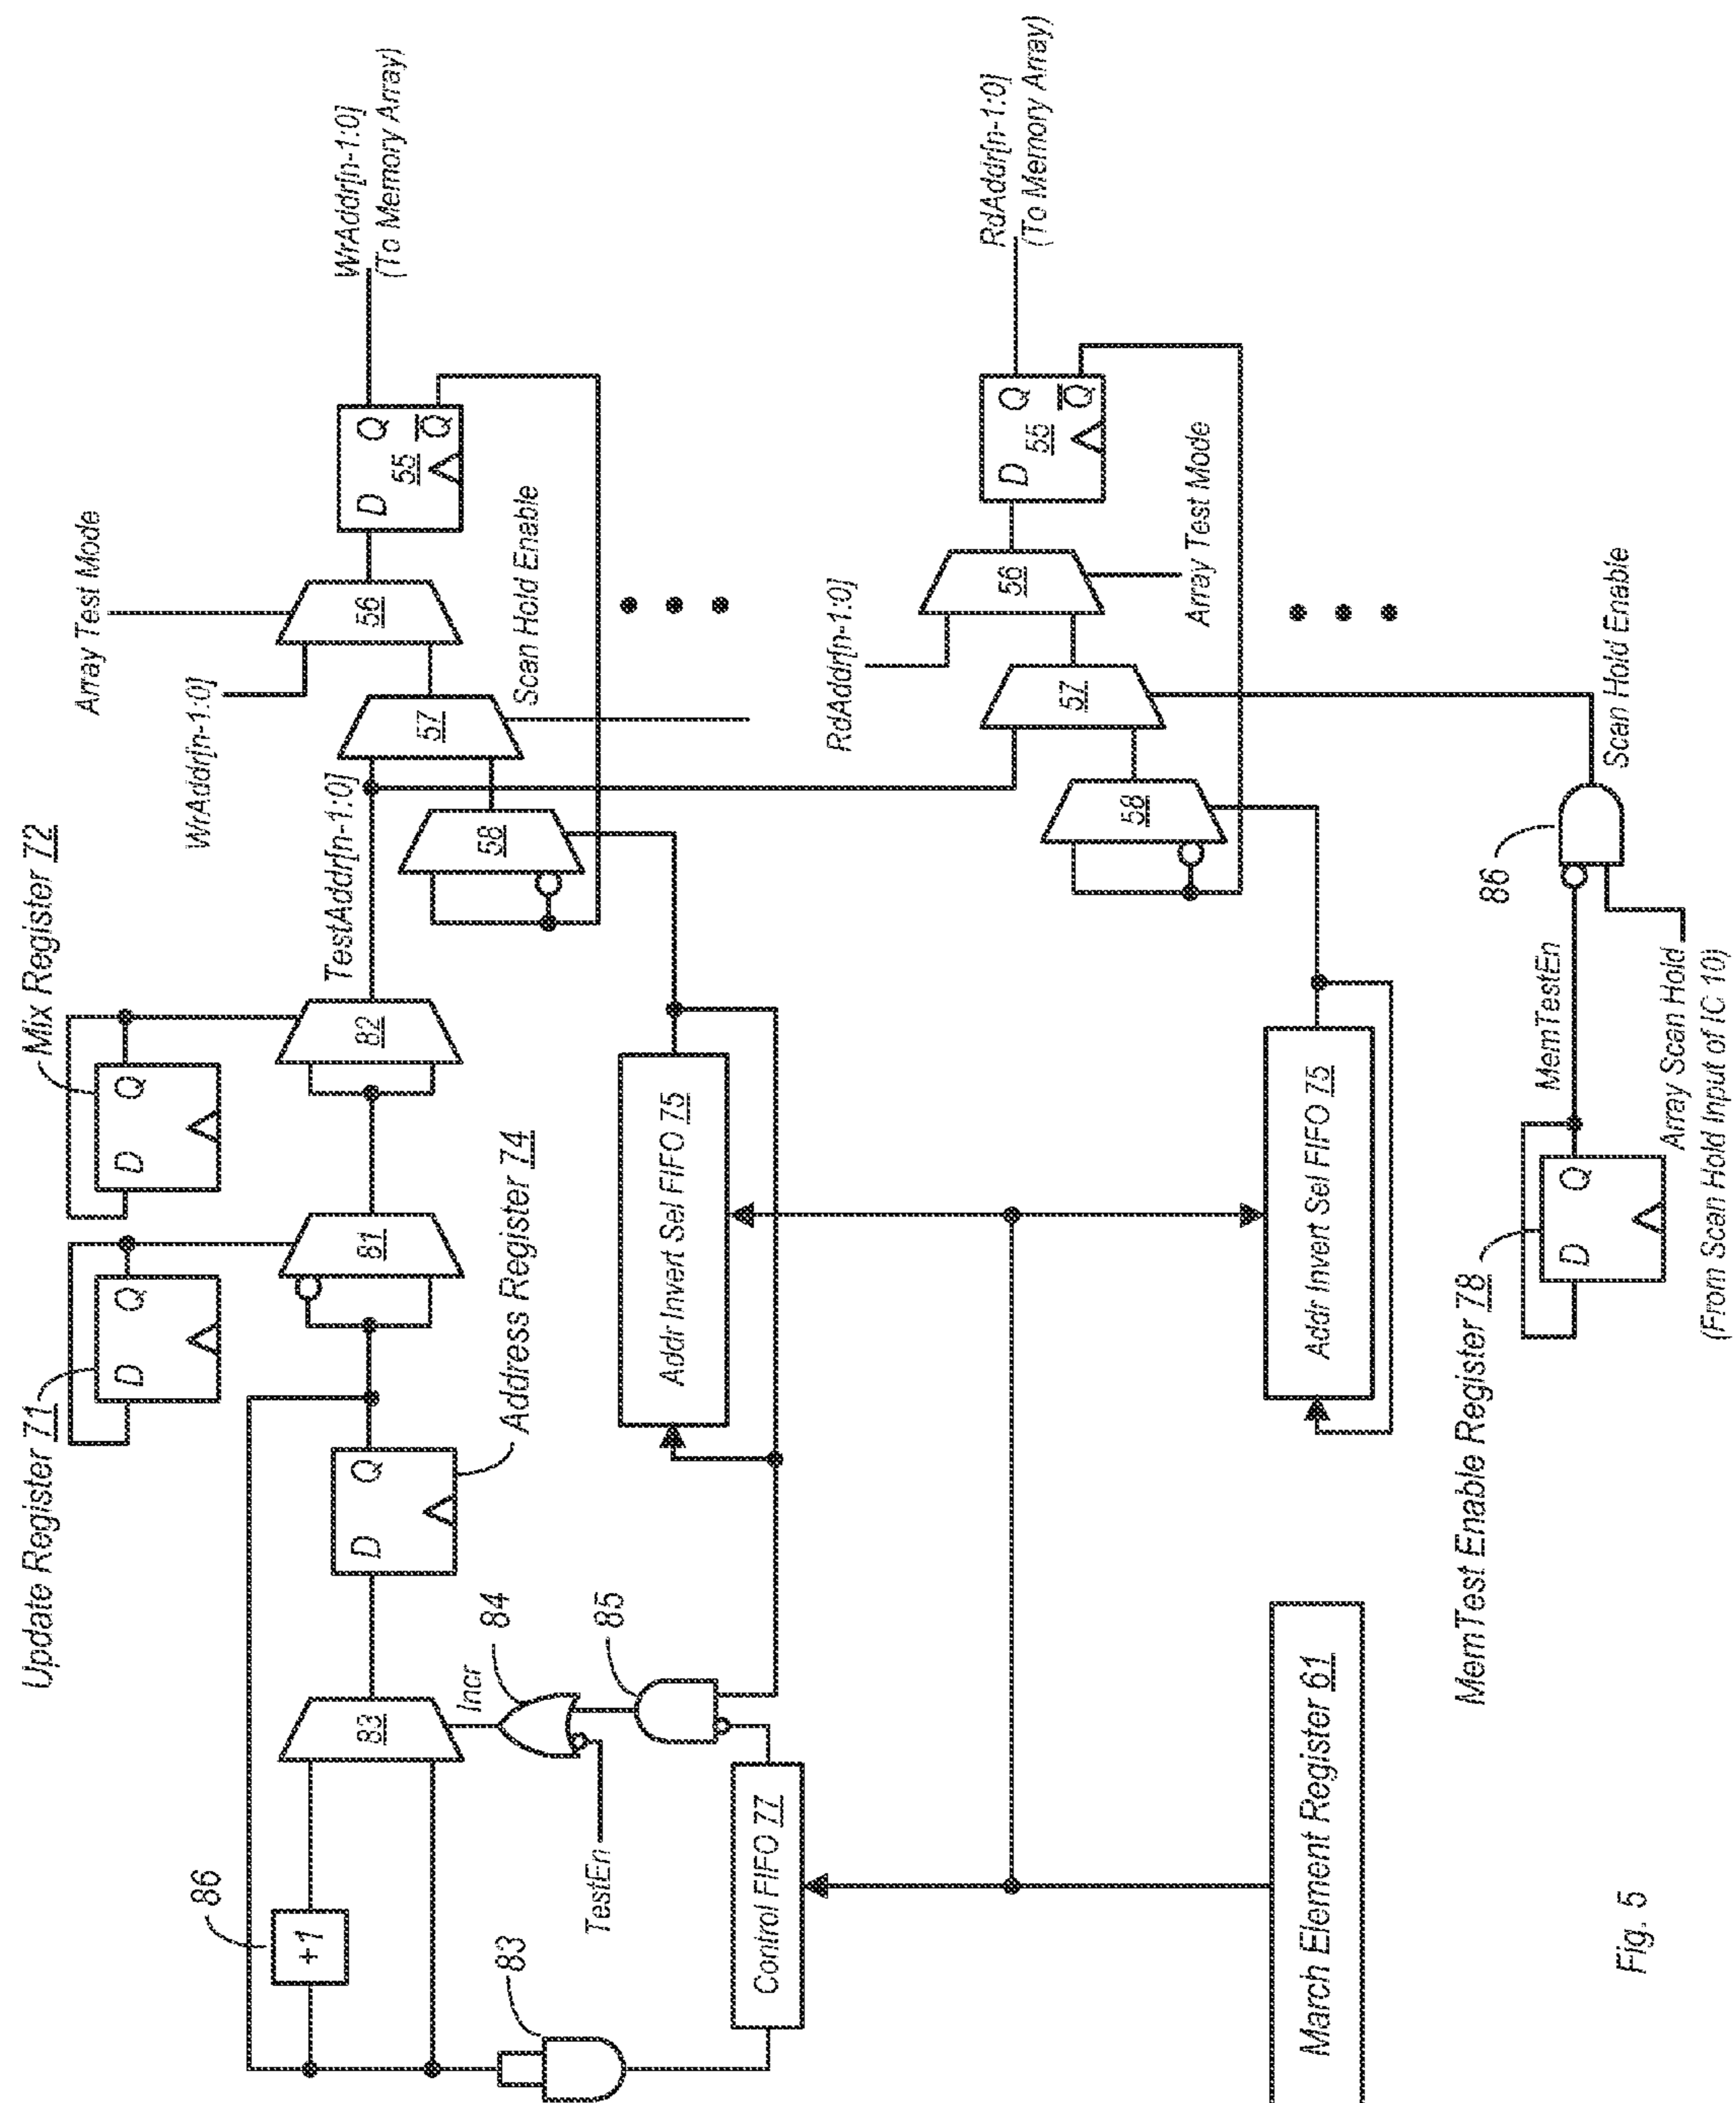 Update Register 71
D
Q
Mix Register 72
D
Q
Array Test Mode
WrAddr[n-1:0]
86
+1
83
D
Q
Address Register 74
81
82
TestAddr[n-1:0]
57
56
D
Q
55
Q
WrAddr[n-1:0]
(To Memory Array)
58
Scan Hold Enable
Incr
84
TestEn
85
83
Control FIFO 77
Addr Invert Sel FIFO 75
RdAddr[n-1:0]
58
57
56
D
Q
55
Q
RdAddr[n-1:0]
(To Memory Array)
Array Test Mode
Addr Invert Sel FIFO 75
March Element Register 61
MemTest Enable Register 78
D
Q
MemTestEn
86
Scan Hold Enable
Array Scan Hold
(From Scan Hold Input of IC 10)
Fig. 5